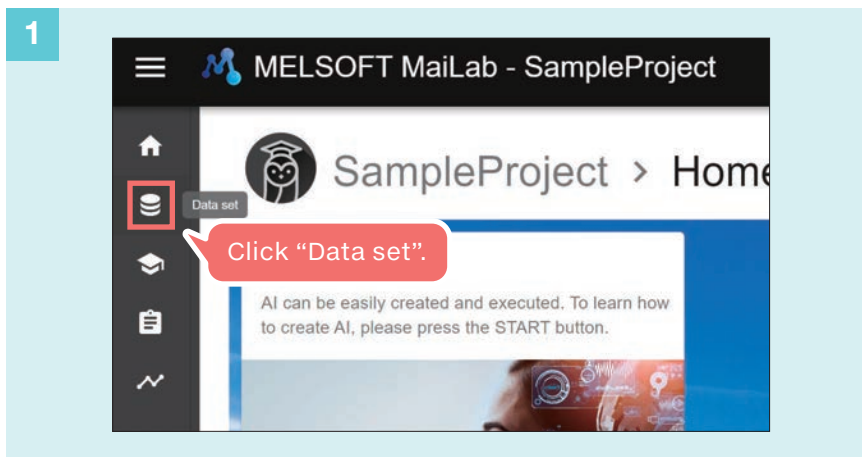 1
MELSOFT MaiLab - SampleProject
SampleProject > Home
Data set
Click “Data set”.
AI can be easily created and executed. To learn how
to create AI, please press the START button.